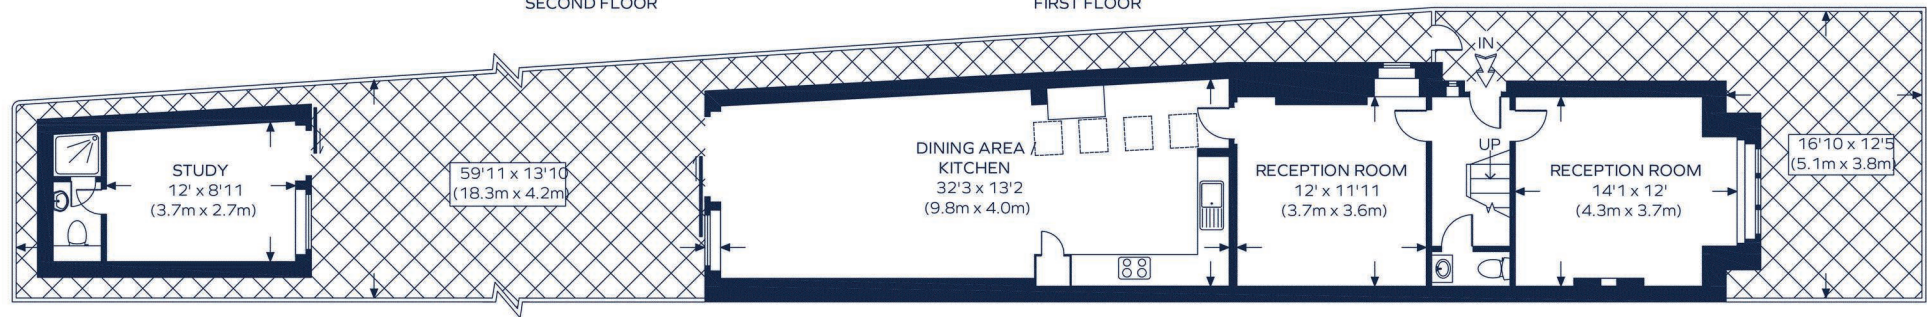 SECOND FLOOR
FIRST FLOOR
IN
STUDY
12' x 8'11
(3.7m x 2.7m)
59'11 x 13'10
(18.3m x 4.2m)
DINING AREA /
KITCHEN
32'3 x 13'2
(9.8m x 4.0m)
RECEPTION ROOM
12' x 11'11
(3.7m x 3.6m)
UP
RECEPTION ROOM
14'1 x 12'
(4.3m x 3.7m)
16'10 x 12'5
(5.1m x 3.8m)